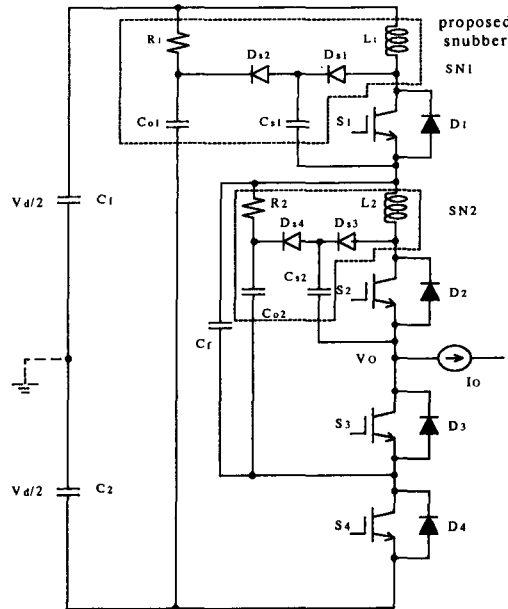 proposed
snubber
R1
L1
SN1
Ds2
Ds1
Co1
Cs1
S1
D1
Vd/2
C1
R2
L2
SN2
Ds4
Ds3
Cs2
S2
D2
Co2
Cf
Vo
Io
S3
D3
Vd/2
C2
S4
D4